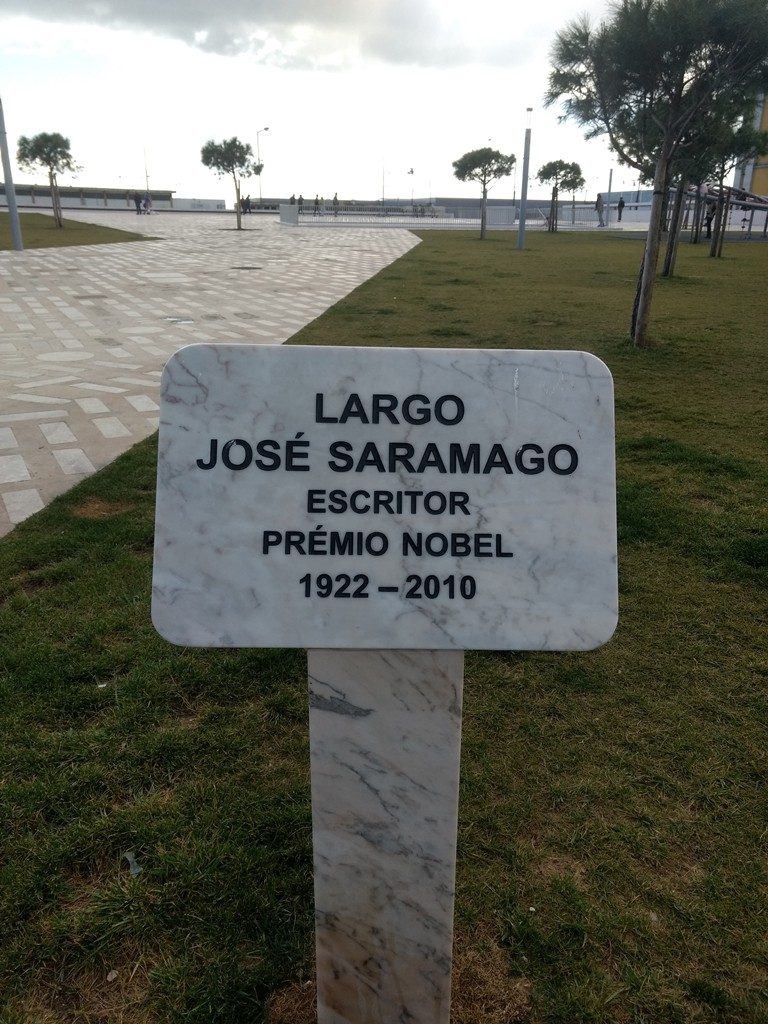 LARGO
JOSÉ SARAMAGO
ESCRITOR
PRÉMIO NOBEL
1922 – 2010